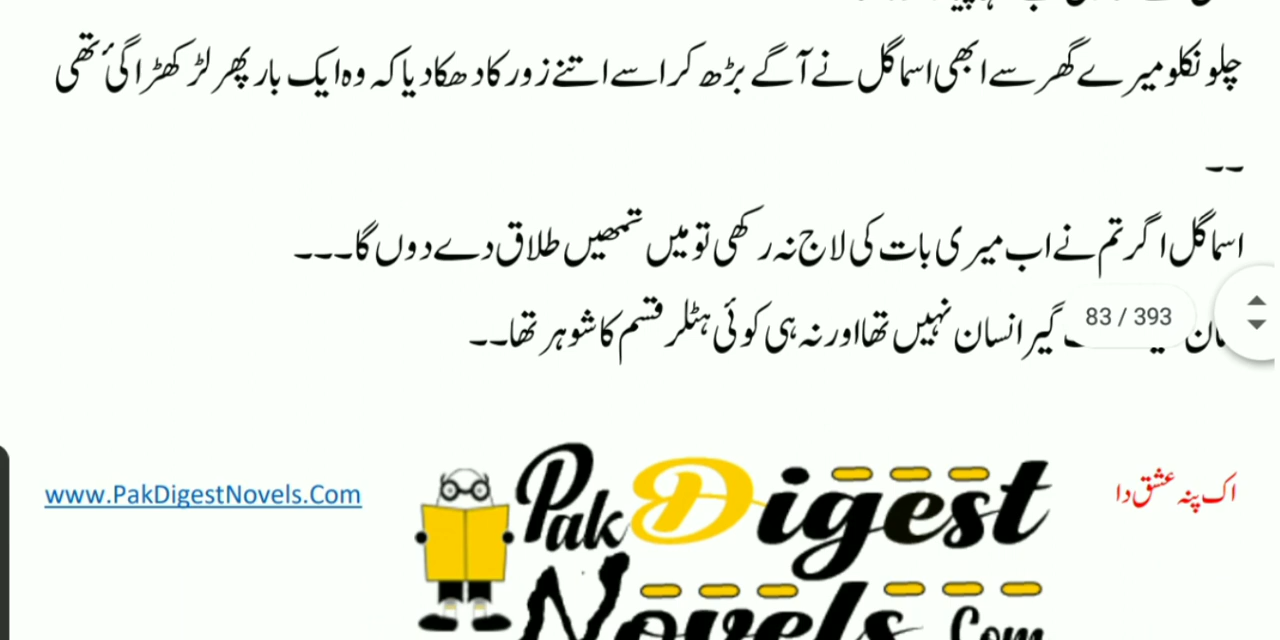 چلو نکلو میرے گھر سے ابھی اسما گل نے آگے بڑھ کر اسے اتنے زور کا دھکا دیا کہ وہ ایک بار پھر لڑکھڑا گئی تھی
--
اسما گل اگر تم نے اب میری بات کی لاج نہ رکھی تو میں تمھیں طلاق دے دوں گا---
گیر انسان نہیں تھا اور نہ ہی کوئی ہٹلر قسم کا شوہر تھا--
83 / 393
اک پنہ عشق دا
www.PakDigestNovels.Com
Pak Digest
Novels.Com